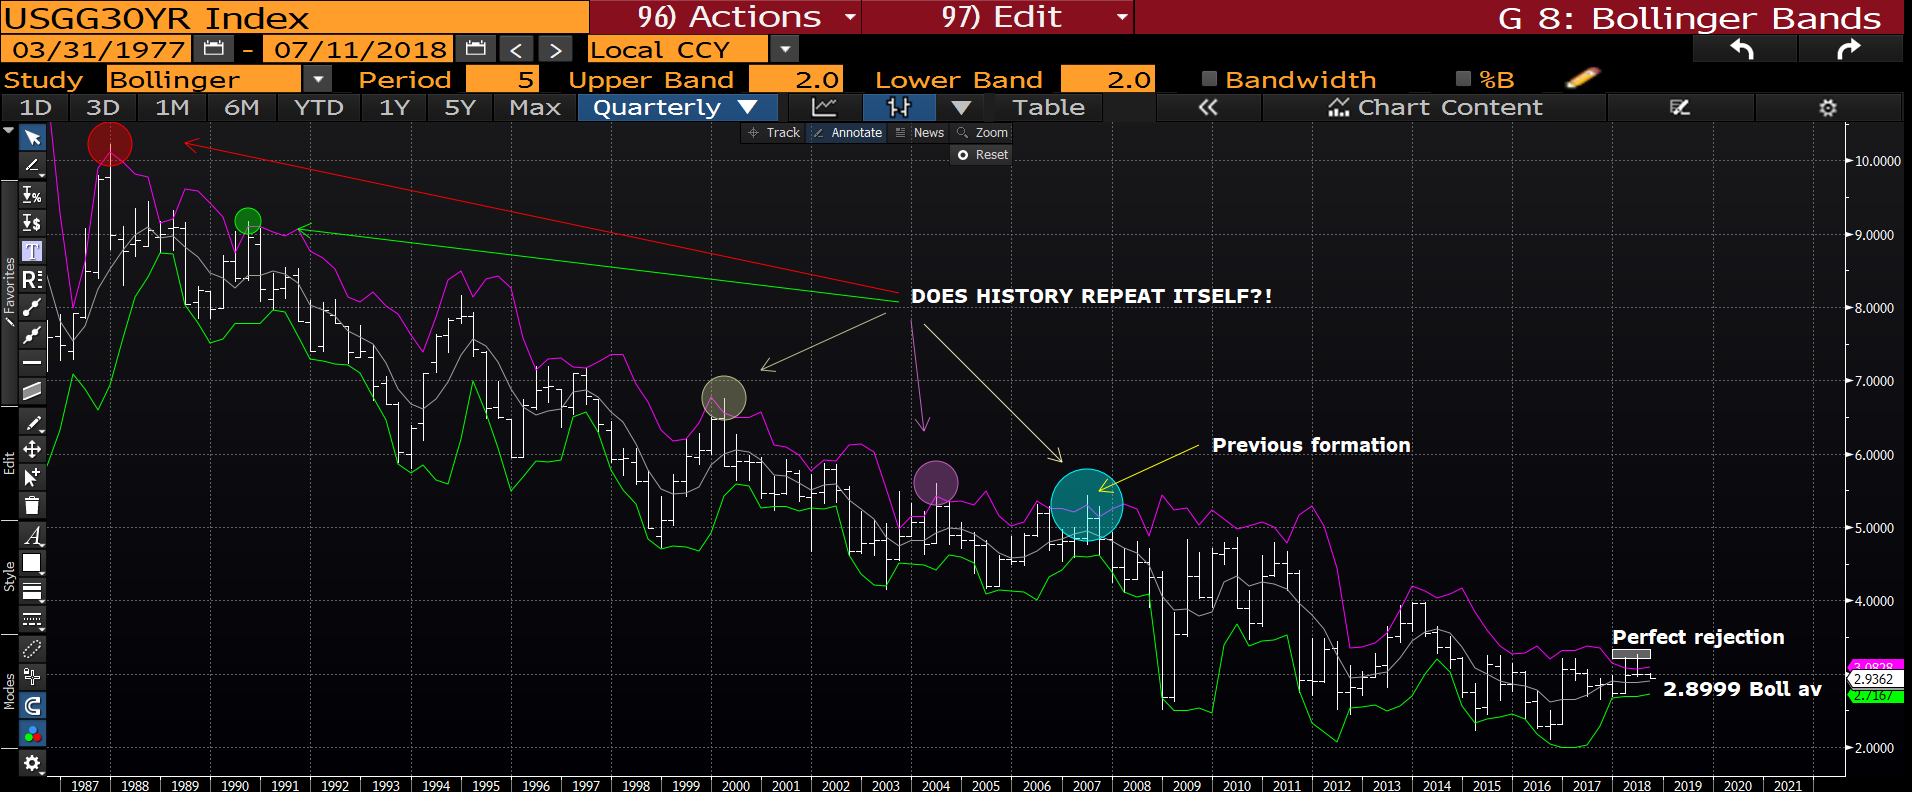 USGG30YR Index 96) Actions 97) Edit G 8: Bollinger Bands
03/31/1977 - 07/11/2018 < > Local CCY
Study Bollinger Period 5 Upper Band 2.0 Lower Band 2.0 Bandwidth %B
1D 3D 1M 6M YTD 1Y 5Y Max Quarterly Table « Chart Content
Track Annotate News Zoom
Reset
Favorites
Edit
Style
Modes
%
$
T
R
A
DOES HISTORY REPEAT ITSELF?!
Previous formation
Perfect rejection
2.8999 Boll av
10.0000
9.0000
8.0000
7.0000
6.0000
5.0000
4.0000
3.0828
2.9362
2.7167
2.0000
1987 1988 1989 1990 1991 1992 1993 1994 1995 1996 1997 1998 1999 2000 2001 2002 2003 2004 2005 2006 2007 2008 2009 2010 2011 2012 2013 2014 2015 2016 2017 2018 2019 2020 2021